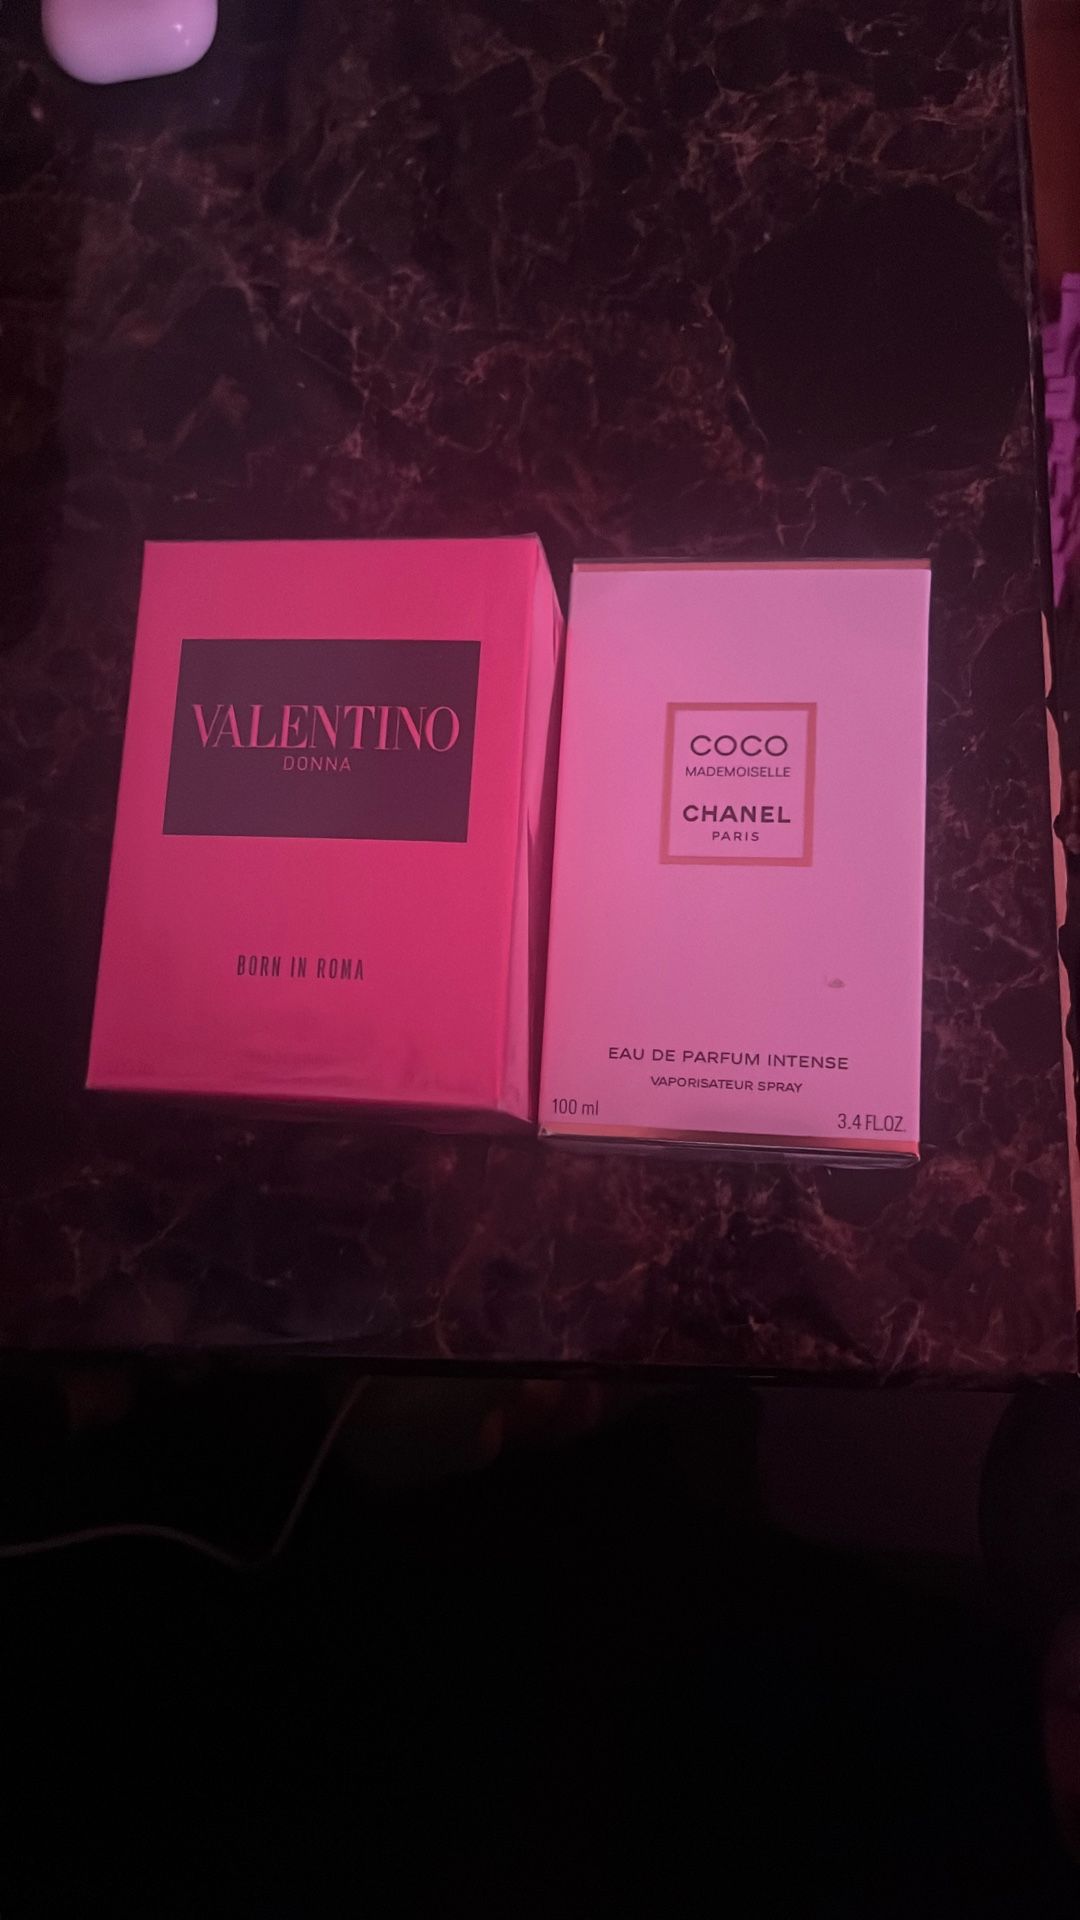 VALENTINO
DONNA
BORN IN ROMA
COCO
MADEMOISELLE
CHANEL
PARIS
EAU DE PARFUM INTENSE
VAPORISATEUR SPRAY
100 ml
3.4 FL.OZ.